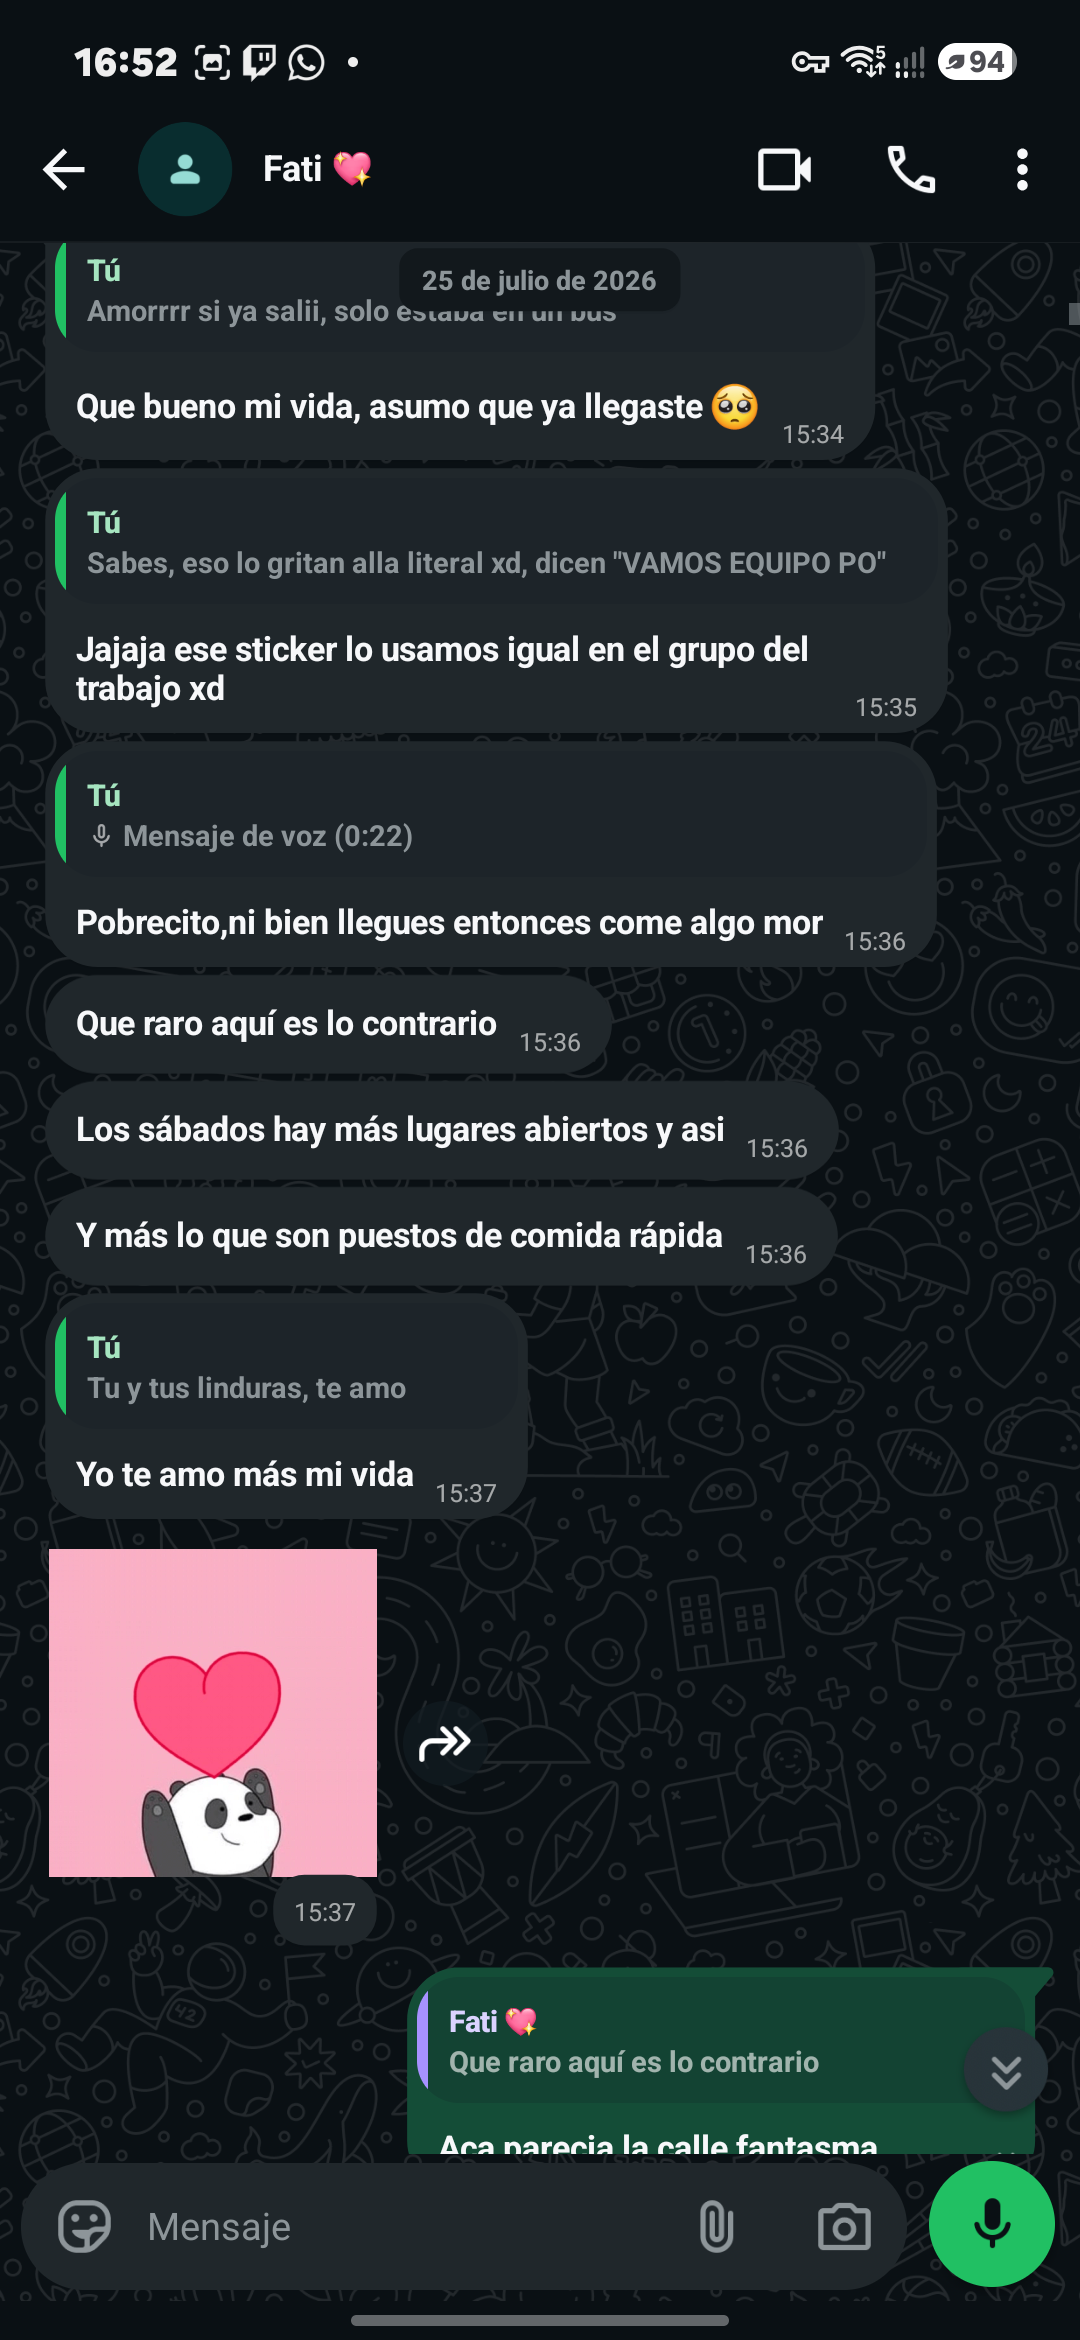 16:52
5
94
Fati 💖
Tú
25 de julio de 2026
Amorrrr si ya salii, solo estaba en un bus
Que bueno mi vida, asumo que ya llegaste 🥺
15:34
Tú
Sabes, eso lo gritan alla literal xd, dicen "VAMOS EQUIPO PO"
Jajaja ese sticker lo usamos igual en el grupo del
trabajo xd
15:35
Tú
Mensaje de voz (0:22)
Pobrecito,ni bien llegues entonces come algo mor
15:36
Que raro aquí es lo contrario
15:36
Los sábados hay más lugares abiertos y asi
15:36
Y más lo que son puestos de comida rápida
15:36
Tú
Tu y tus linduras, te amo
Yo te amo más mi vida
15:37
15:37
Fati 💖
Que raro aquí es lo contrario
Aca parecia la calle fantasma
Mensaje